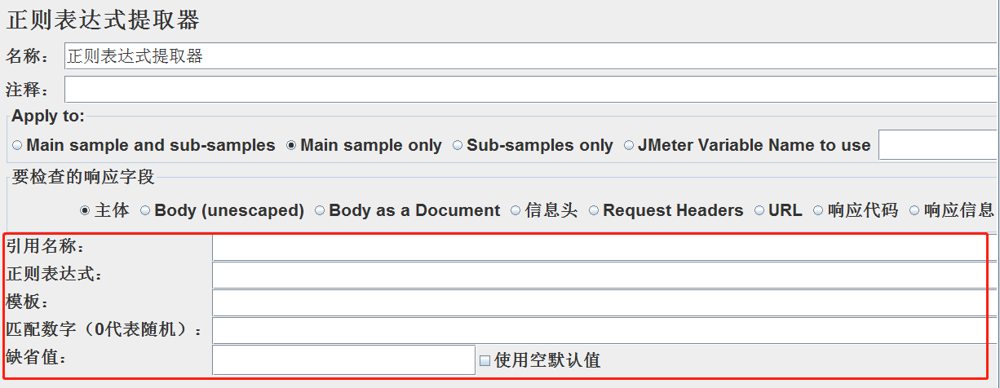 正则表达式提取器
名称： 正则表达式提取器
注释：
Apply to:
Main sample and sub-samples Main sample only Sub-samples only JMeter Variable Name to use
要检查的响应字段
主体 Body (unescaped) Body as a Document 信息头 Request Headers URL 响应代码 响应信息
引用名称：
正则表达式：
模板：
匹配数字（0代表随机）：
缺省值： 使用空默认值